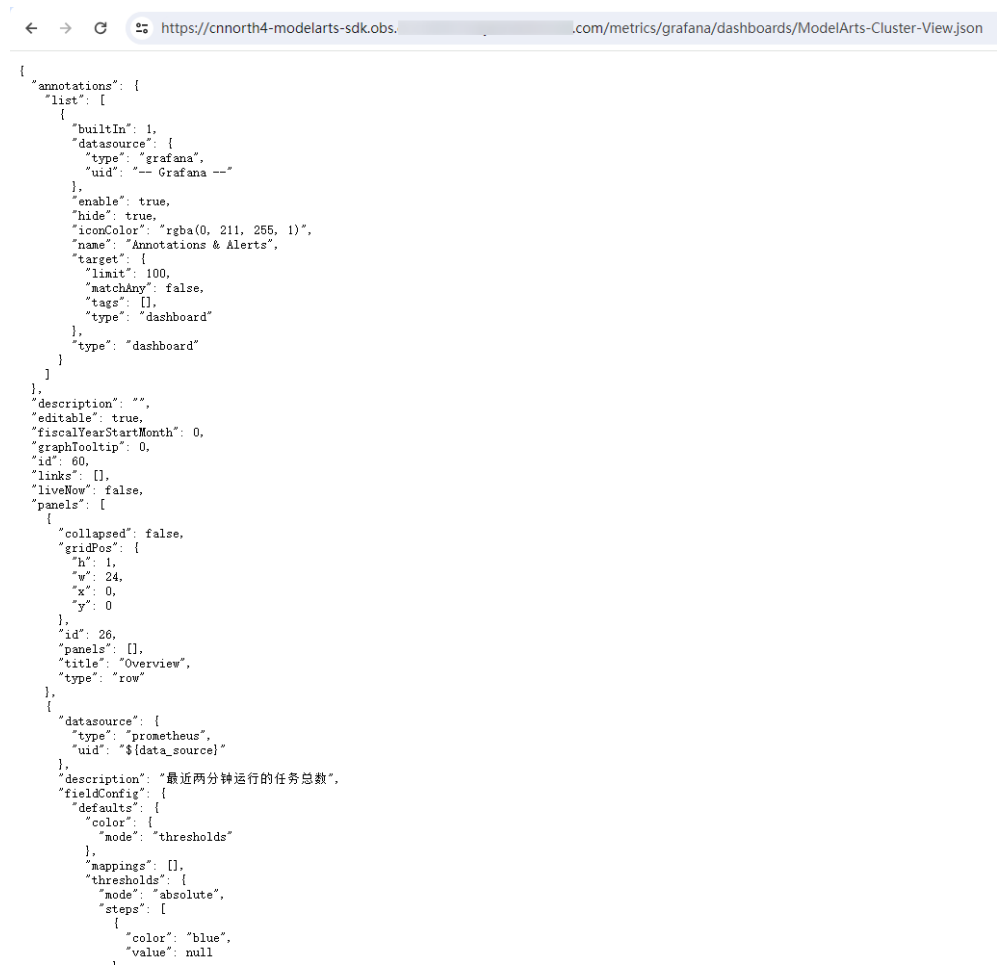 https://cnnorth4-modelarts-sdk.obs. .com/metrics/grafana/dashboards/ModelArts-Cluster-View.json
{
  "annotations": {
    "list": [
      {
        "builtIn": 1,
        "datasource": {
          "type": "grafana",
          "uid": "-- Grafana --"
        },
        "enable": true,
        "hide": true,
        "iconColor": "rgba(0, 211, 255, 1)",
        "name": "Annotations & Alerts",
        "target": {
          "limit": 100,
          "matchAny": false,
          "tags": [],
          "type": "dashboard"
        },
        "type": "dashboard"
      }
    ]
  },
  "description": "",
  "editable": true,
  "fiscalYearStartMonth": 0,
  "graphTooltip": 0,
  "id": 60,
  "links": [],
  "liveNow": false,
  "panels": [
    {
      "collapsed": false,
      "gridPos": {
        "h": 1,
        "w": 24,
        "x": 0,
        "y": 0
      },
      "id": 26,
      "panels": [],
      "title": "Overview",
      "type": "row"
    },
    {
      "datasource": {
        "type": "prometheus",
        "uid": "${data_source}"
      },
      "description": "最近两分钟运行的任务总数",
      "fieldConfig": {
        "defaults": {
          "color": {
            "mode": "thresholds"
          },
          "mappings": [],
          "thresholds": {
            "mode": "absolute",
            "steps": [
              {
                "color": "blue",
                "value": null